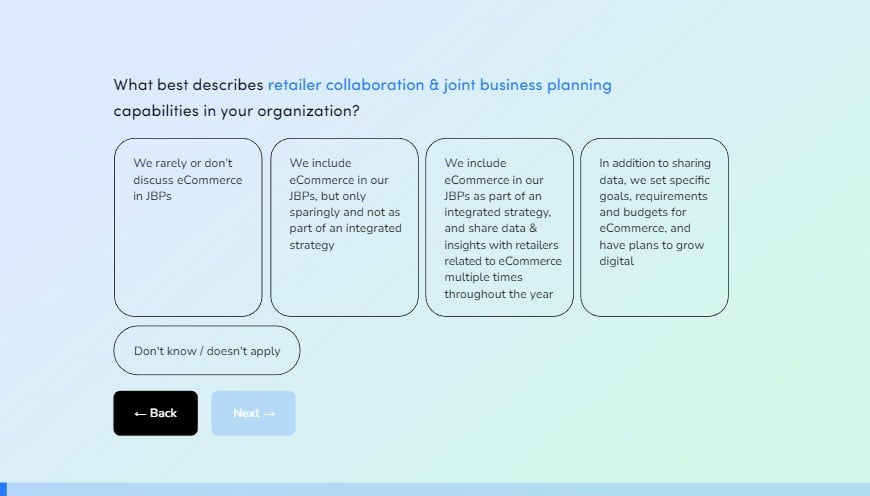 What best describes retailer collaboration & joint business planning
capabilities in your organization?
We rarely or don't
discuss eCommerce
in JBPs
We include
eCommerce in our
JBPs, but only
sparingly and not as
part of an integrated
strategy
We include
eCommerce in our
JBPs as part of an
integrated strategy,
and share data &
insights with retailers
related to eCommerce
multiple times
throughout the year
In addition to sharing
data, we set specific
goals, requirements
and budgets for
eCommerce, and
have plans to grow
digital
Don't know / doesn't apply
← Back
Next →